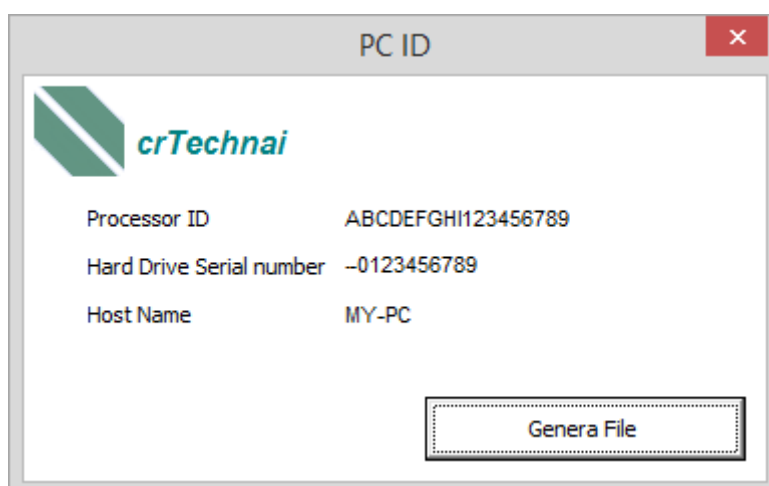 PC ID
crTechnai
Processor ID ABCDEFGHI123456789
Hard Drive Serial number --0123456789
Host Name MY-PC
Genera File